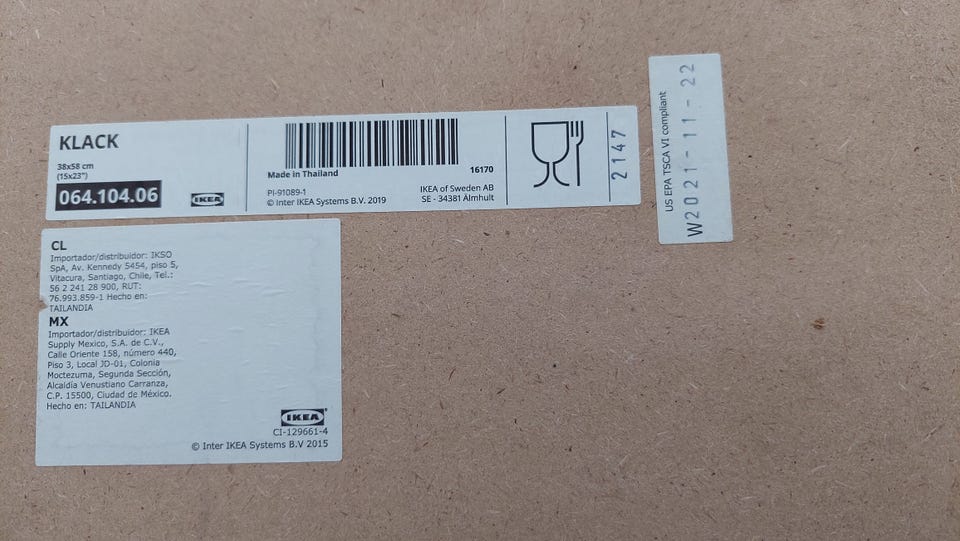 KLACK
38x58 cm
(15x23")
064.104.06
IKEA
Made in Thailand
16170
PI-91089-1
© Inter IKEA Systems B.V. 2019
IKEA of Sweden AB
SE - 34381 Älmhult
2147
US EPA TSCA VI compliant
W2021-11-22
CL
Importador/distribuidor: IKSO
SpA, Av. Kennedy 5454, piso 5,
Vitacura, Santiago, Chile, Tel.:
56 2 241 28 900, RUT:
76.993.859-1 Hecho en:
TAILANDIA
MX
Importador/distribuidor: IKEA
Supply Mexico, S.A. de C.V.,
Calle Oriente 158, número 440,
Piso 3, Local JD-01, Colonia
Moctezuma, Segunda Sección,
Alcaldía Venustiano Carranza,
C.P. 15500, Ciudad de México.
Hecho en: TAILANDIA
IKEA
CI-129661-4
© Inter IKEA Systems B.V 2015